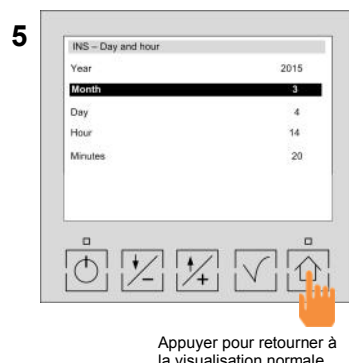 5
INS – Day and hour
Year 2015
Month 3
Day 4
Hour 14
Minutes 20
Appuyer pour retourner à
la visualisation normale